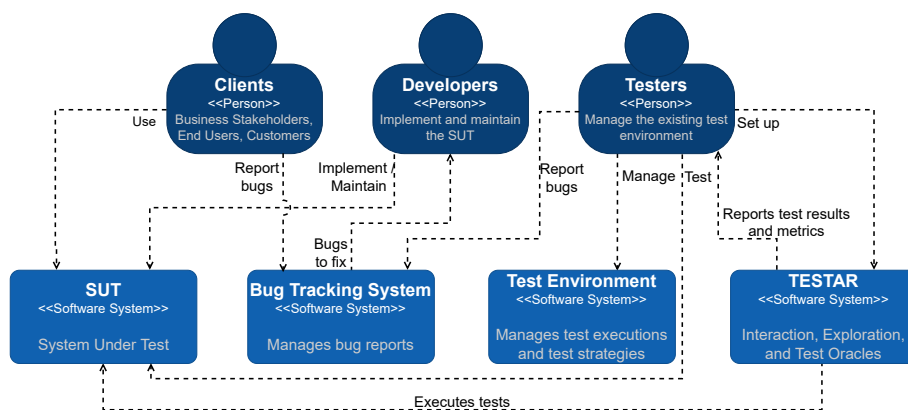 Clients
<<Person>>
Business Stakeholders,
End Users, Customers
Developers
<<Person>>
Implement and maintain
the SUT
Testers
<<Person>>
Manage the existing test
environment
Use
Set up
Report
bugs
Implement /
Maintain
Report
bugs
Manage
Test
Reports test results
and metrics
Bugs
to fix
SUT
<<Software System>>
System Under Test
Bug Tracking System
<<Software System>>
Manages bug reports
Test Environment
<<Software System>>
Manages test executions
and test strategies
TESTAR
<<Software System>>
Interaction, Exploration,
and Test Oracles
Executes tests